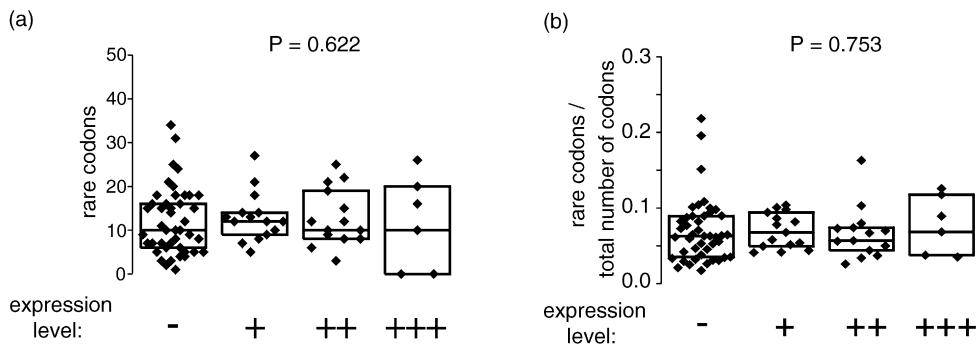 (a)
P = 0.622
rare codons
50
40
30
20
10
0
expression
level:
- + ++ +++
(b)
P = 0.753
rare codons /
total number of codons
0.3
0.2
0.1
0.0
expression
level:
- + ++ +++